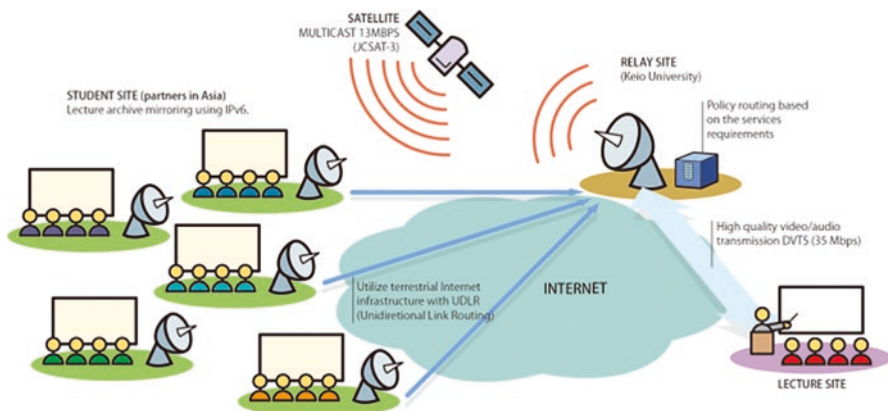 SATELLITE
MULTICAST 13MBPS
(JCSAT-3)
RELAY SITE
(Keio University)
STUDENT SITE (partners in Asia)
Lecture archive mirroring using IPv6.
Policy routing based
on the services
requirements
High quality video/audio
transmission DVTS (35 Mbps)
Utilize terrestrial Internet
infrastructure with UDLR
(Unidiretional Link Routing)
INTERNET
LECTURE SITE